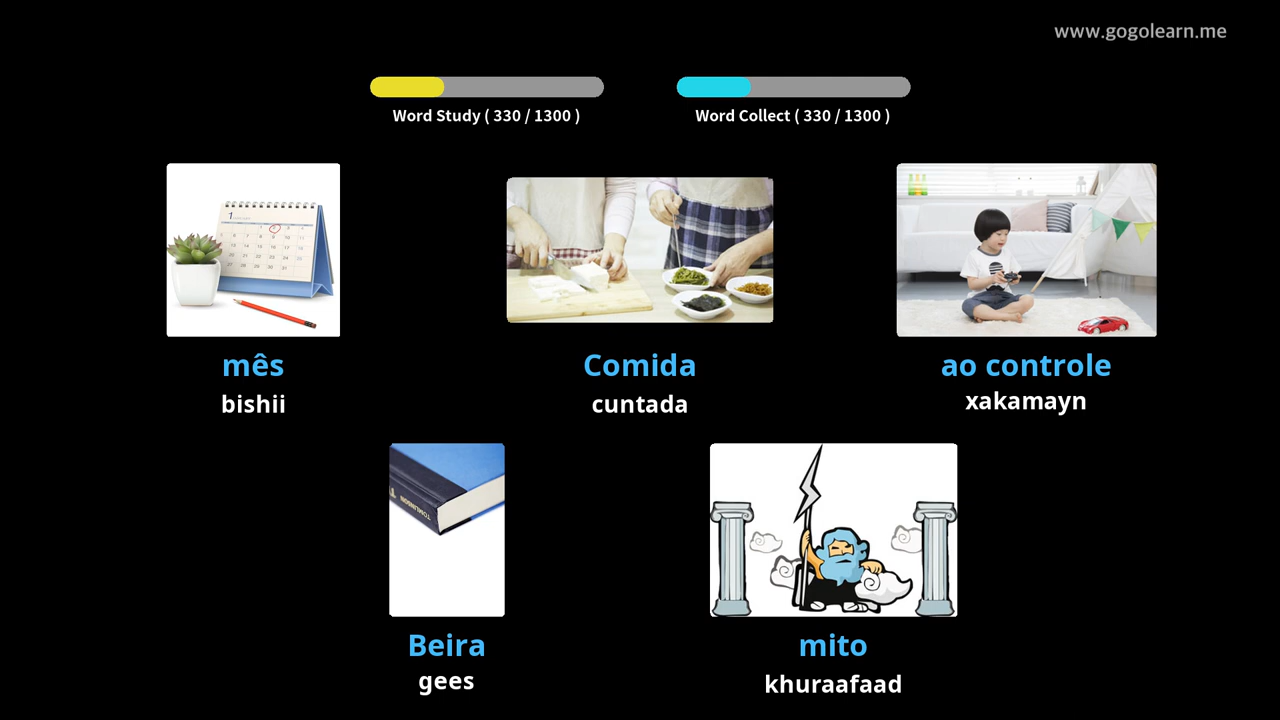 www.gogolearn.me
Word Study ( 330 / 1300 )
Word Collect ( 330 / 1300 )
mês
bishii
Comida
cuntada
ao controle
xakamayn
TOMLINSON
Beira
gees
mito
khuraafaad